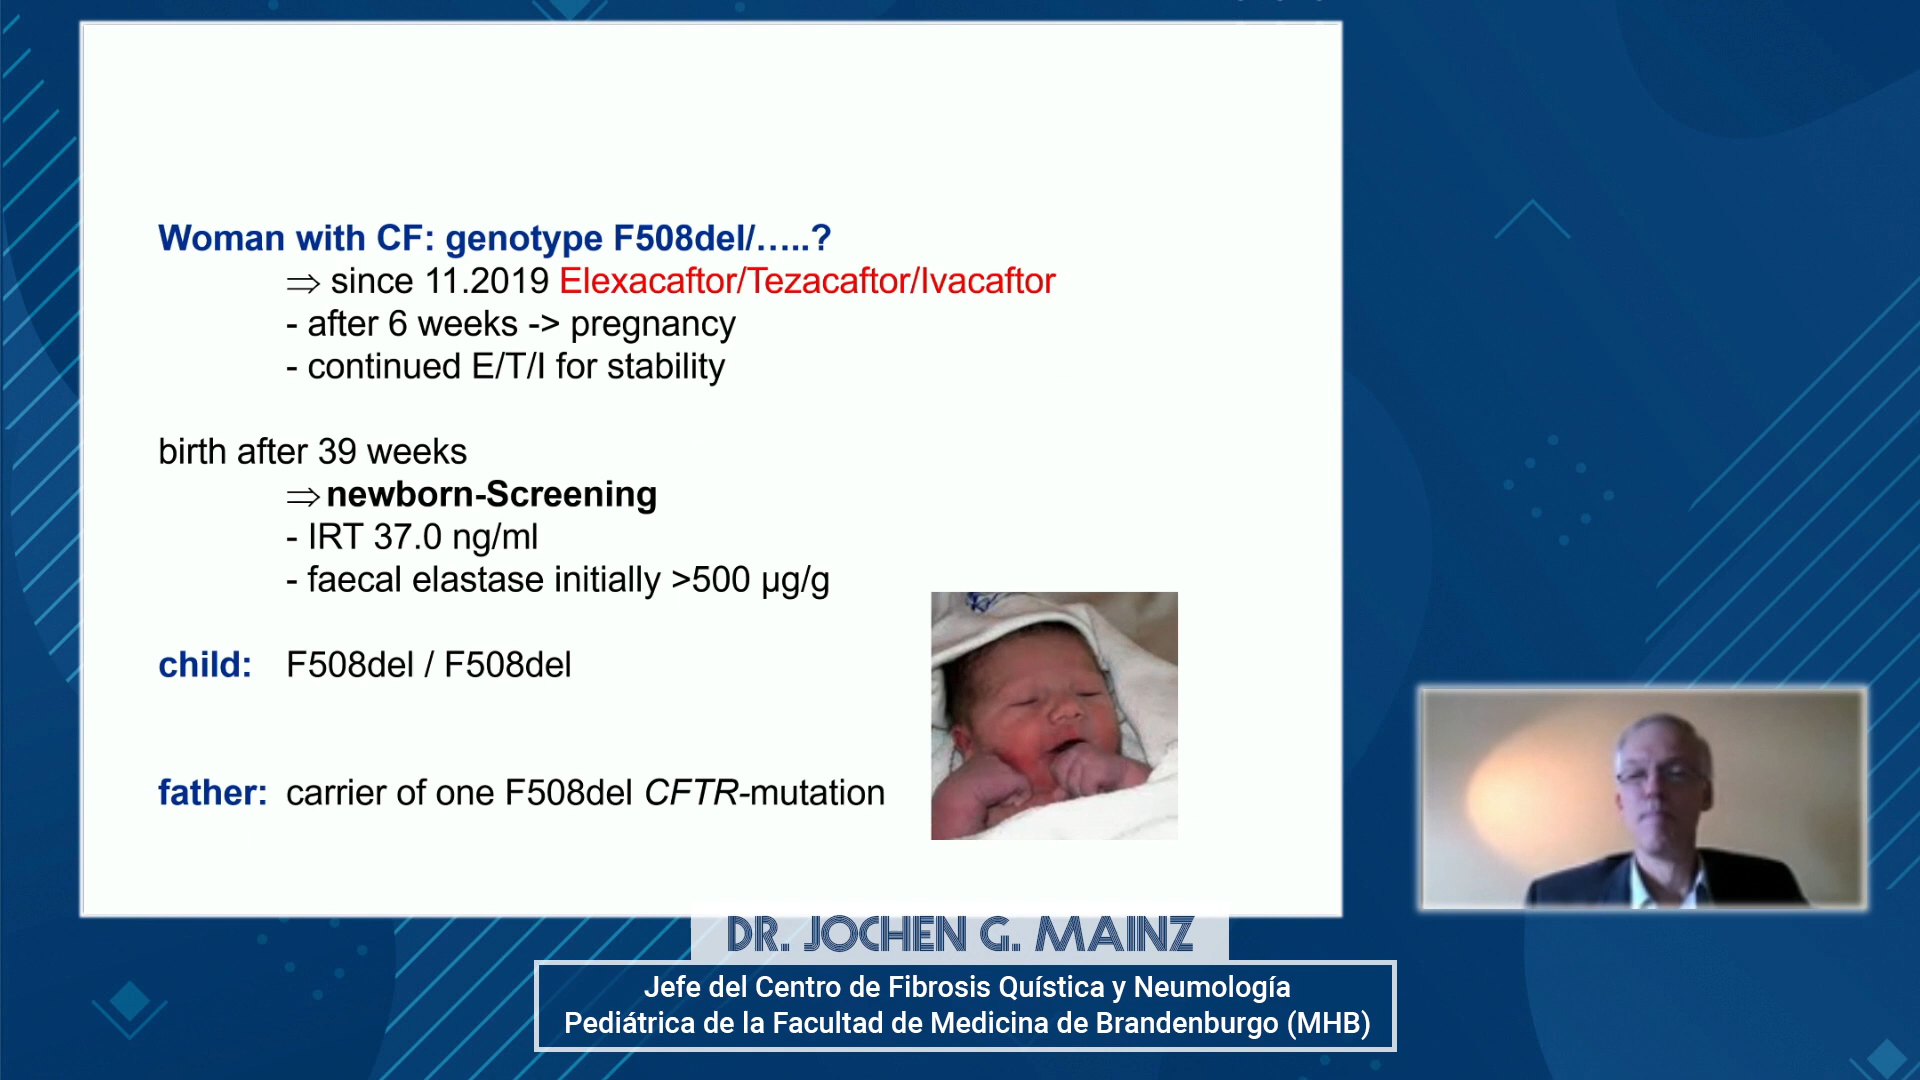 Woman with CF: genotype F508del/…..?
⇒ since 11.2019 Elexacaftor/Tezacaftor/Ivacaftor
- after 6 weeks -> pregnancy
- continued E/T/I for stability
birth after 39 weeks
⇒ newborn-Screening
- IRT 37.0 ng/ml
- faecal elastase initially >500 µg/g
child: F508del / F508del
father: carrier of one F508del CFTR-mutation
DR. JOCHEN G. MAINZ
Jefe del Centro de Fibrosis Quística y Neumología
Pediátrica de la Facultad de Medicina de Brandenburgo (MHB)